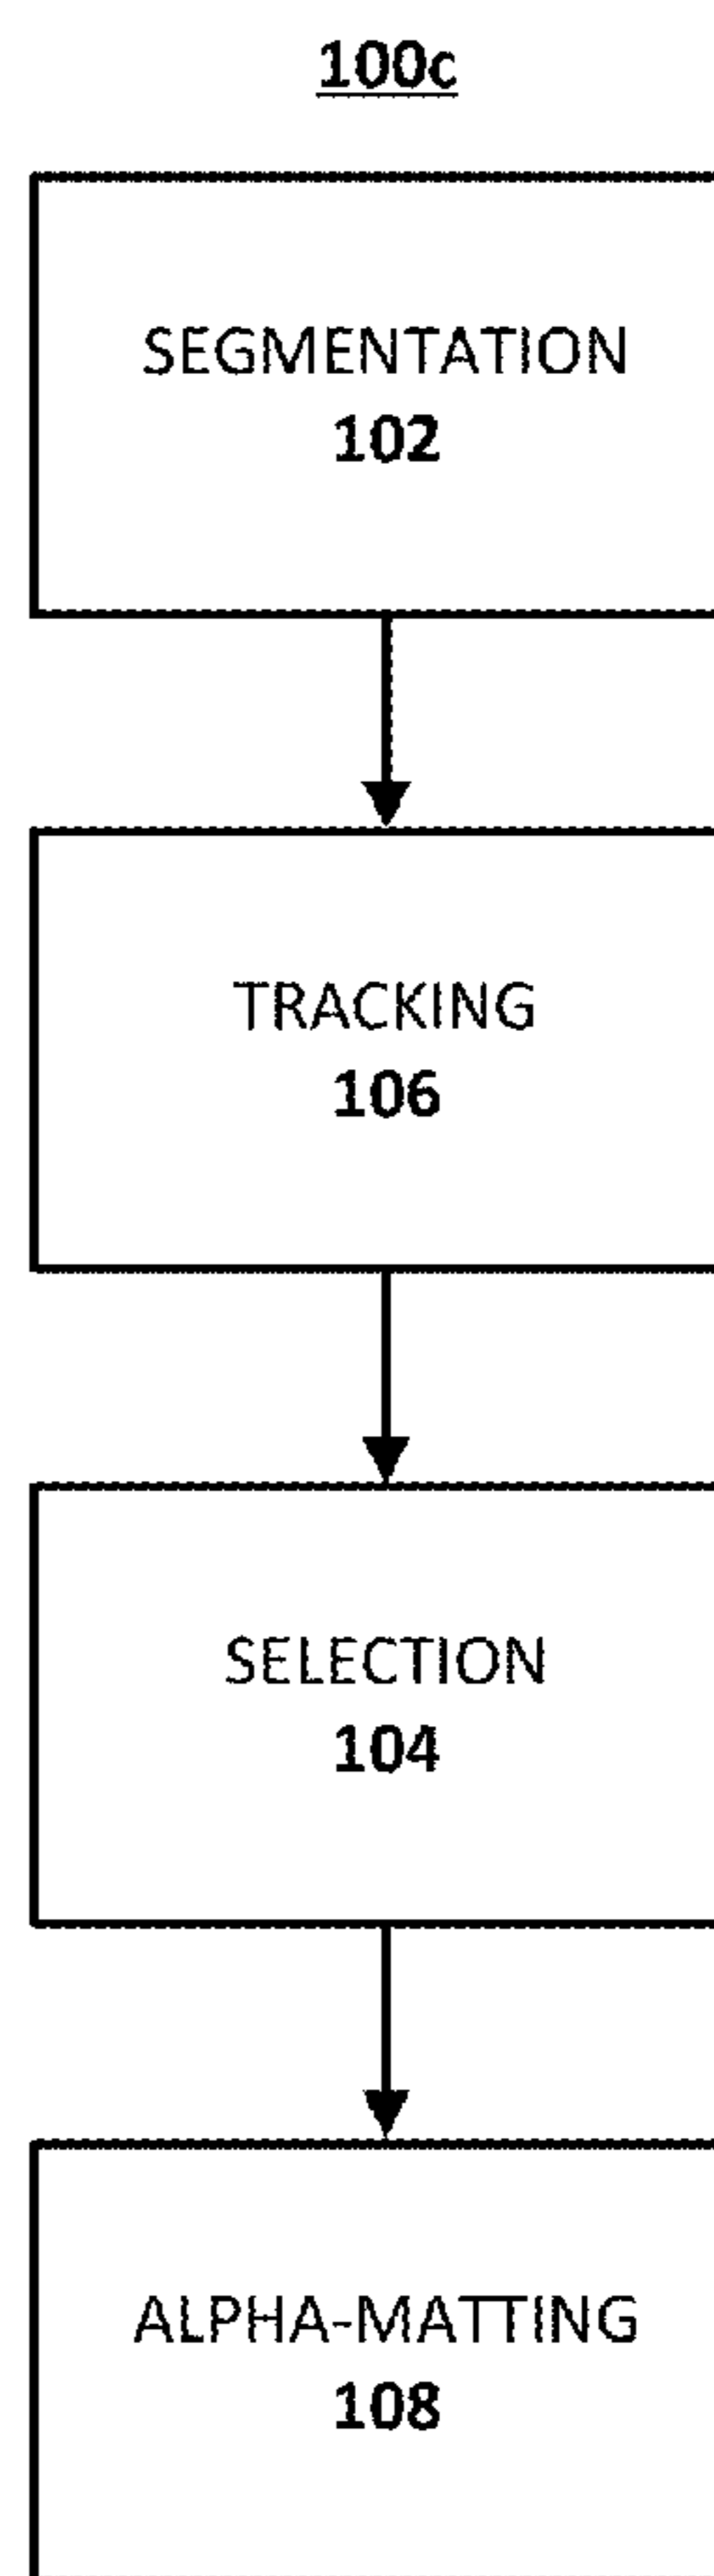 100c
SEGMENTATION
102
TRACKING
106
SELECTION
104
ALPHA-MATTING
108